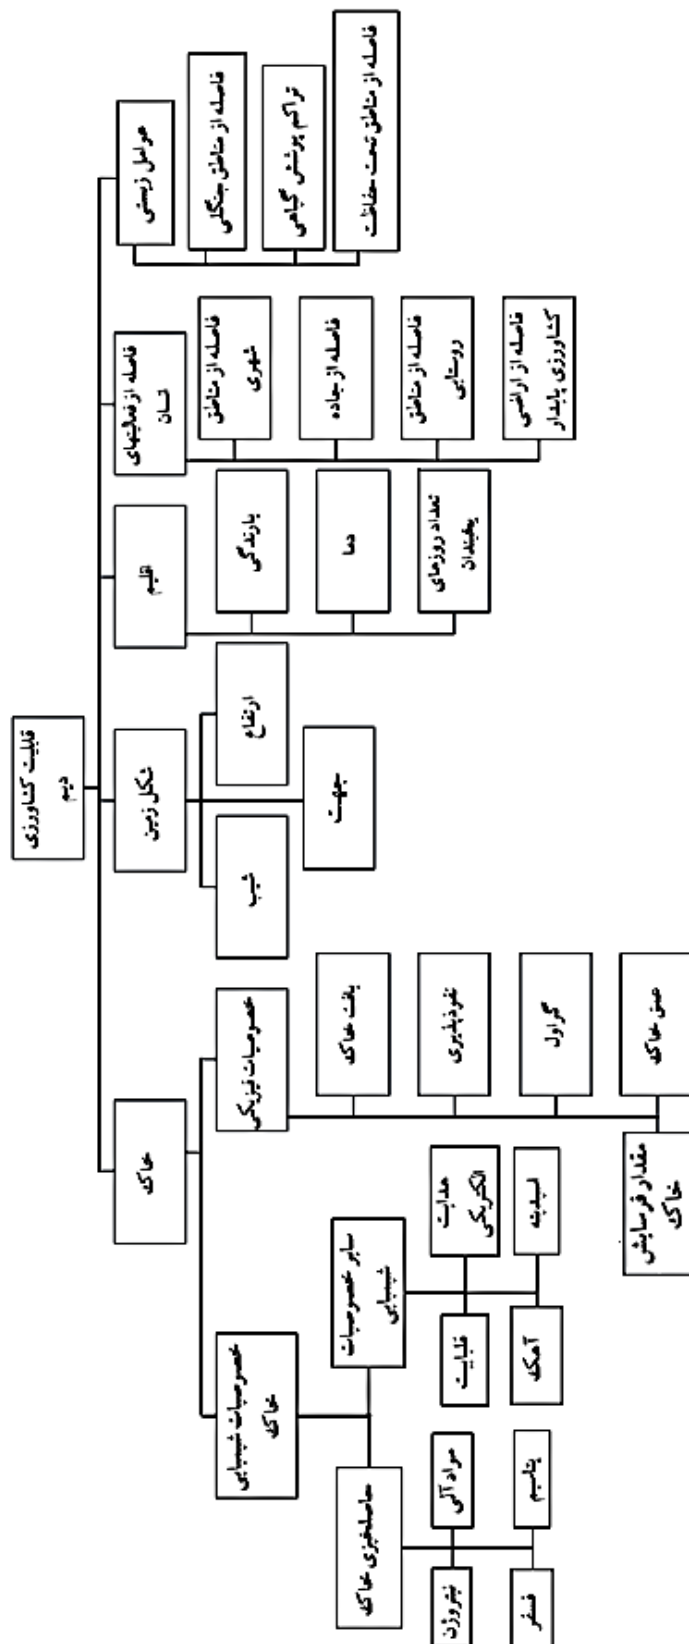 قابلیت کشاورزی
دیم
عوامل زیستی
فاصله از مناطق جنگلی
تراکم پوشش گیاهی
فاصله از مناطق تحت حفاظت
فاصله از فعالیتهای
انسان
فاصله از مناطق
شهری
فاصله از جاده
فاصله از مناطق
روستایی
فاصله از اراضی
کشاورزی پایدار
اقلیم
بارندگی
دما
تعداد روزهای
یخبندان
شکل زمین
ارتفاع
شیب
جهت
خاک
خصوصیات فیزیکی
بافت خاک
نفوذپذیری
گراول
عمق خاک
مقدار فرسایش
خاک
خصوصیات شیمیایی
خاک
سایر خصوصیات
شیمیایی
هدایت
الکتریکی
قلیایت
اسیدیته
آهک
حاصلخیزی خاک
مواد آلی
نیتروژن
پتاسیم
فسفر